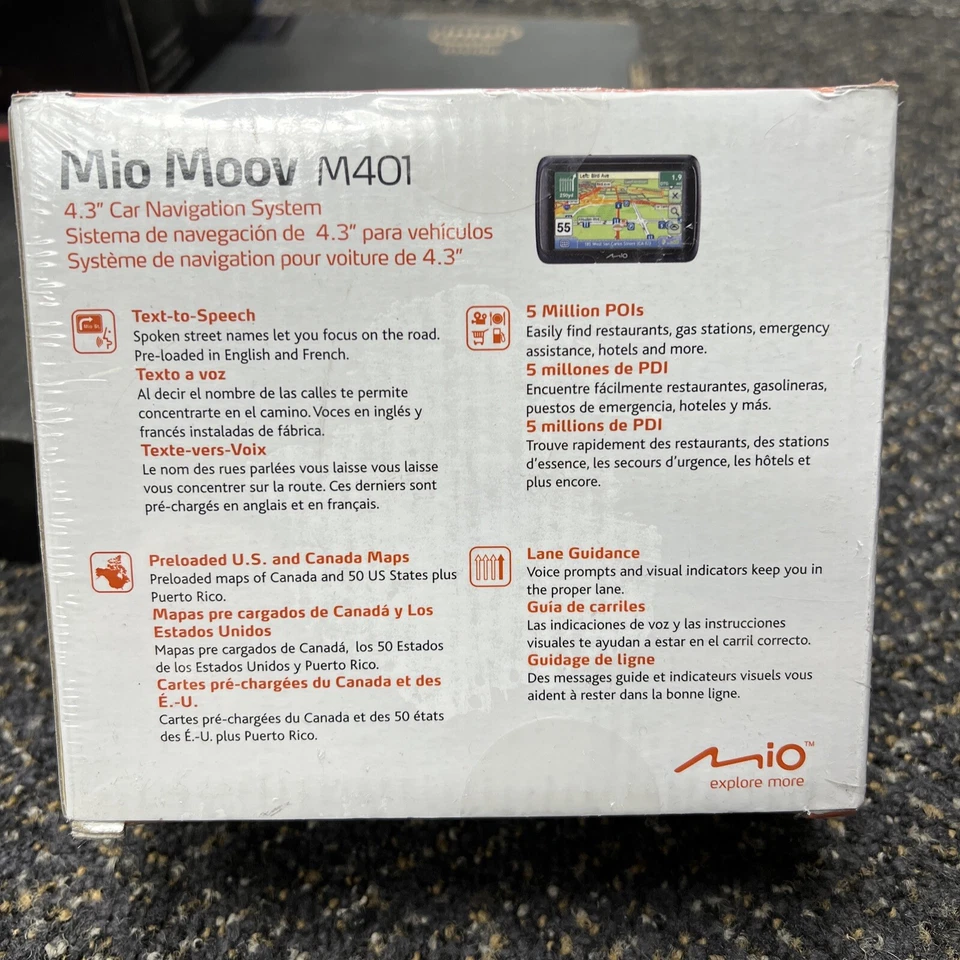 Mio Moov M401
4.3" Car Navigation System
Sistema de navegación de 4.3" para vehículos
Système de navigation pour voiture de 4.3"
Left: Bird Ave
1.9
55
MIO
Text-to-Speech
Spoken street names let you focus on the road.
Pre-loaded in English and French.
Texto a voz
Al decir el nombre de las calles te permite
concentrarte en el camino. Voces en inglés y
francés instaladas de fábrica.
Texte-vers-Voix
Le nom des rues parlées vous laisse vous laisse
vous concentrer sur la route. Ces derniers sont
pré-chargés en anglais et en français.
5 Million POIs
Easily find restaurants, gas stations, emergency
assistance, hotels and more.
5 millones de PDI
Encuentre fácilmente restaurantes, gasolineras,
puestos de emergencia, hoteles y más.
5 millions de PDI
Trouve rapidement des restaurants, des stations
d'essence, les secours d'urgence, les hôtels et
plus encore.
Preloaded U.S. and Canada Maps
Preloaded maps of Canada and 50 US States plus
Puerto Rico.
Mapas pre cargados de Canadá y Los
Estados Unidos
Mapas pre cargados de Canadá, los 50 Estados
de los Estados Unidos y Puerto Rico.
Cartes pré-chargées du Canada et des
É.-U.
Cartes pré-chargées du Canada et des 50 états
des É.-U. plus Puerto Rico.
Lane Guidance
Voice prompts and visual indicators keep you in
the proper lane.
Guía de carriles
Las indicaciones de voz y las instrucciones
visuales te ayudan a estar en el carril correcto.
Guidage de ligne
Des messages guide et indicateurs visuels vous
aident à rester dans la bonne ligne.
Mio™
explore more